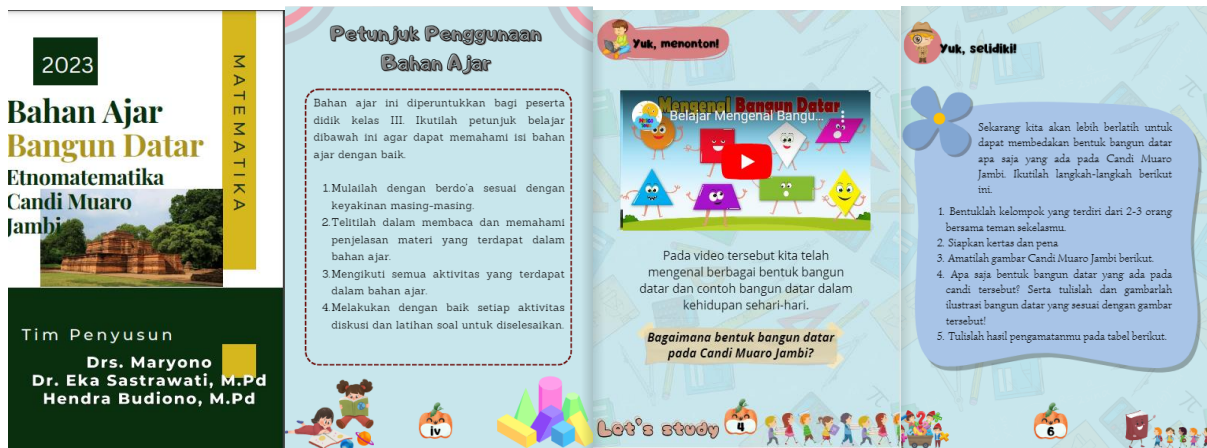 2023
MATEMATIKA
Bahan Ajar
Bangun Datar
Etnomatematika
Candi Muaro
Jambi
Tim Penyusun
Drs. Maryono
Dr. Eka Sastrawati, M.Pd
Hendra Budiono, M.Pd
Petunjuk Penggunaan
Bahan Ajar
Bahan ajar ini diperuntukkan bagi peserta
didik kelas III. Ikutilah petunjuk belajar
dibawah ini agar dapat memahami isi bahan
ajar dengan baik.
1.Mulailah dengan berdo'a sesuai dengan
keyakinan masing-masing.
2.Telitilah dalam membaca dan memahami
penjelasan materi yang terdapat dalam
bahan ajar.
3.Mengikuti semua aktivitas yang terdapat
dalam bahan ajar.
4.Melakukan dengan baik setiap aktivitas
diskusi dan latihan soal untuk diselesaikan.
iv
Yuk, menonton!
Mengenal Bangun Datar
Belajar Mengenal Bangu...
Pada video tersebut kita telah
mengenal berbagai bentuk bangun
datar dan contoh bangun datar dalam
kehidupan sehari-hari.
Bagaimana bentuk bangun datar
pada Candi Muaro Jambi?
Let's study
4
Yuk, selidiki!
Sekarang kita akan lebih berlatih untuk
dapat membedakan bentuk bangun datar
apa saja yang ada pada Candi Muaro
Jambi. Ikutilah langkah-langkah berikut
ini.
1. Bentuklah kelompok yang terdiri dari 2-3 orang
bersama teman sekelasmu.
2. Siapkan kertas dan pena
3. Amatilah gambar Candi Muaro Jambi berikut.
4. Apa saja bentuk bangun datar yang ada pada
candi tersebut? Serta tulislah dan gambarlah
ilustrasi bangun datar yang sesuai dengan gambar
tersebut!
5. Tulislah hasil pengamatanmu pada tabel berikut.
6